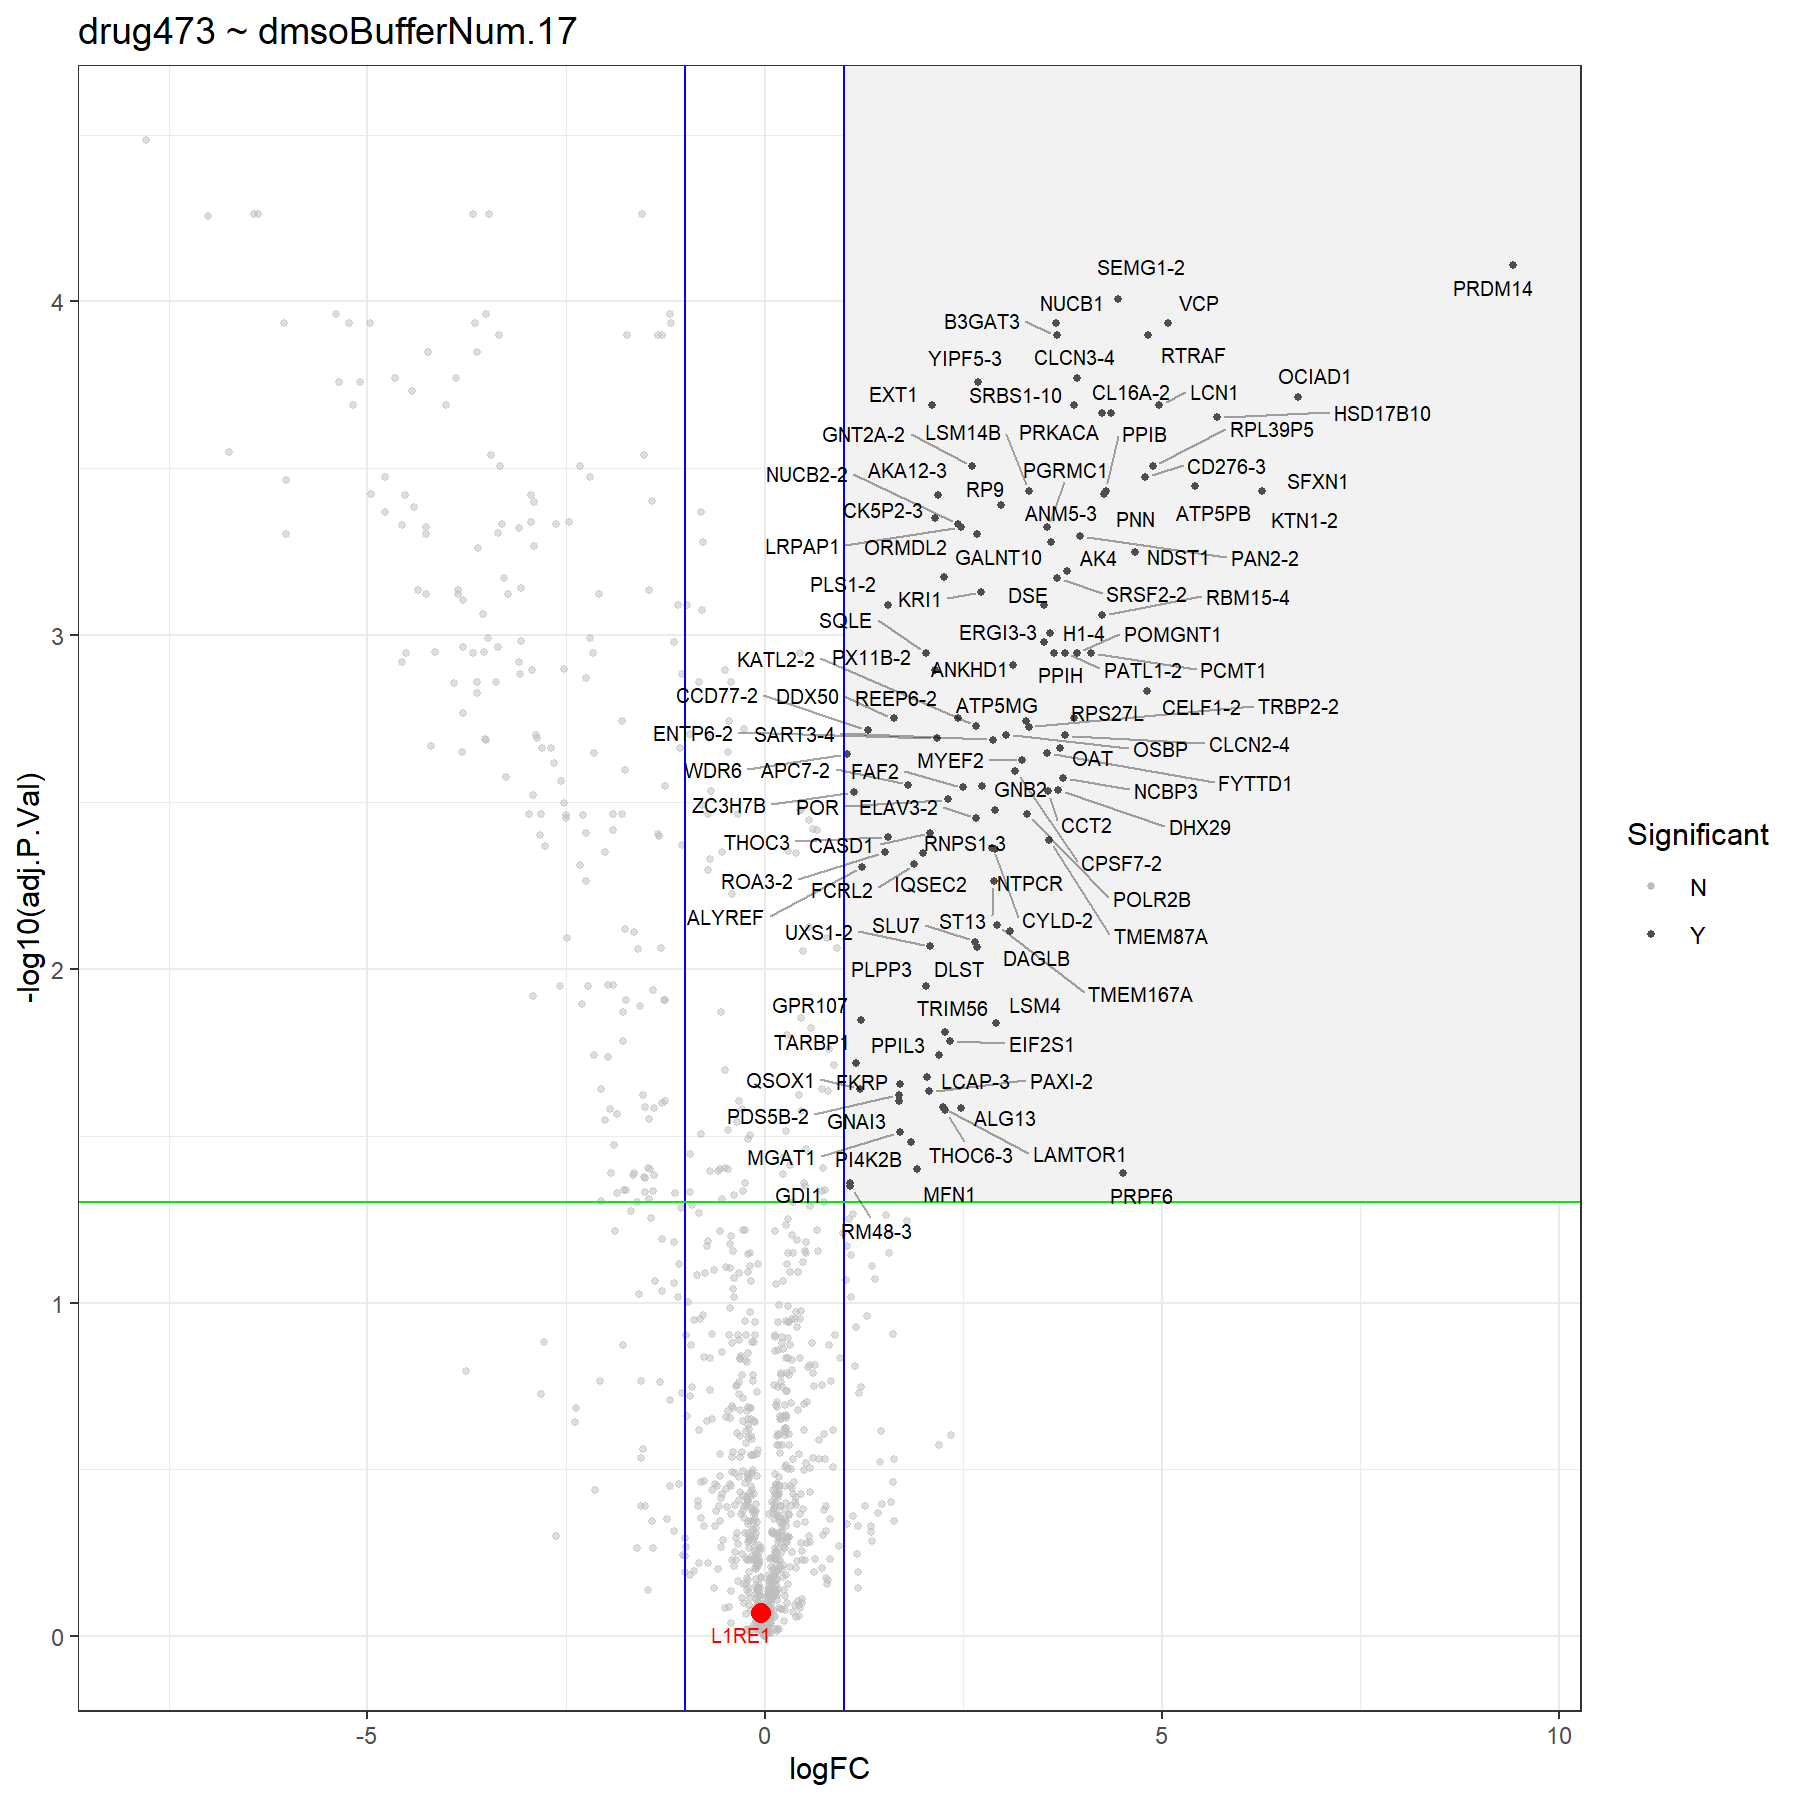 drug473 ~ dmsoBufferNum.17
SEMG1-2
PRDM14
NUCB1
VCP
B3GAT3
YIPF5-3
CLCN3-4
RTRAF
OCIAD1
EXT1
SRBS1-10
CL16A-2
LCN1
HSD17B10
GNT2A-2
LSM14B
PRKACA
PPIB
RPL39P5
NUCB2-2
AKA12-3
PGRMC1
CD276-3
RP9
SFXN1
CK5P2-3
ANM5-3
PNN
ATP5PB
KTN1-2
LRPAP1
ORMDL2
GALNT10
AK4
NDST1
PAN2-2
PLS1-2
KRI1
DSE
SRSF2-2
RBM15-4
SQLE
ERGI3-3
H1-4
POMGNT1
KATL2-2
PX11B-2
ANKHD1
PPIH
PATL1-2
PCMT1
CCD77-2
DDX50
REEP6-2
ATP5MG
RPS27L
CELF1-2
TRBP2-2
ENTP6-2
SART3-4
OSBP
CLCN2-4
WDR6
APC7-2
FAF2
MYEF2
OAT
FYTTD1
ZC3H7B
POR
ELAV3-2
GNB2
NCBP3
THOC3
CASD1
RNPS1-3
CCT2
DHX29
ROA3-2
FCRL2
IQSEC2
NTPCR
CPSF7-2
POLR2B
ALYREF
UXS1-2
SLU7
ST13
CYLD-2
TMEM87A
PLPP3
DLST
DAGLB
TMEM167A
GPR107
TRIM56
LSM4
TARBP1
PPIL3
EIF2S1
QSOX1
FKRP
LCAP-3
PAXI-2
PDS5B-2
GNAI3
ALG13
MGAT1
PI4K2B
THOC6-3
LAMTOR1
GDI1
MFN1
PRPF6
RM48-3
L1RE1
4
3
2
1
0
-log10(adj.P.Val)
-5
0
5
10
logFC
Significant
N
Y